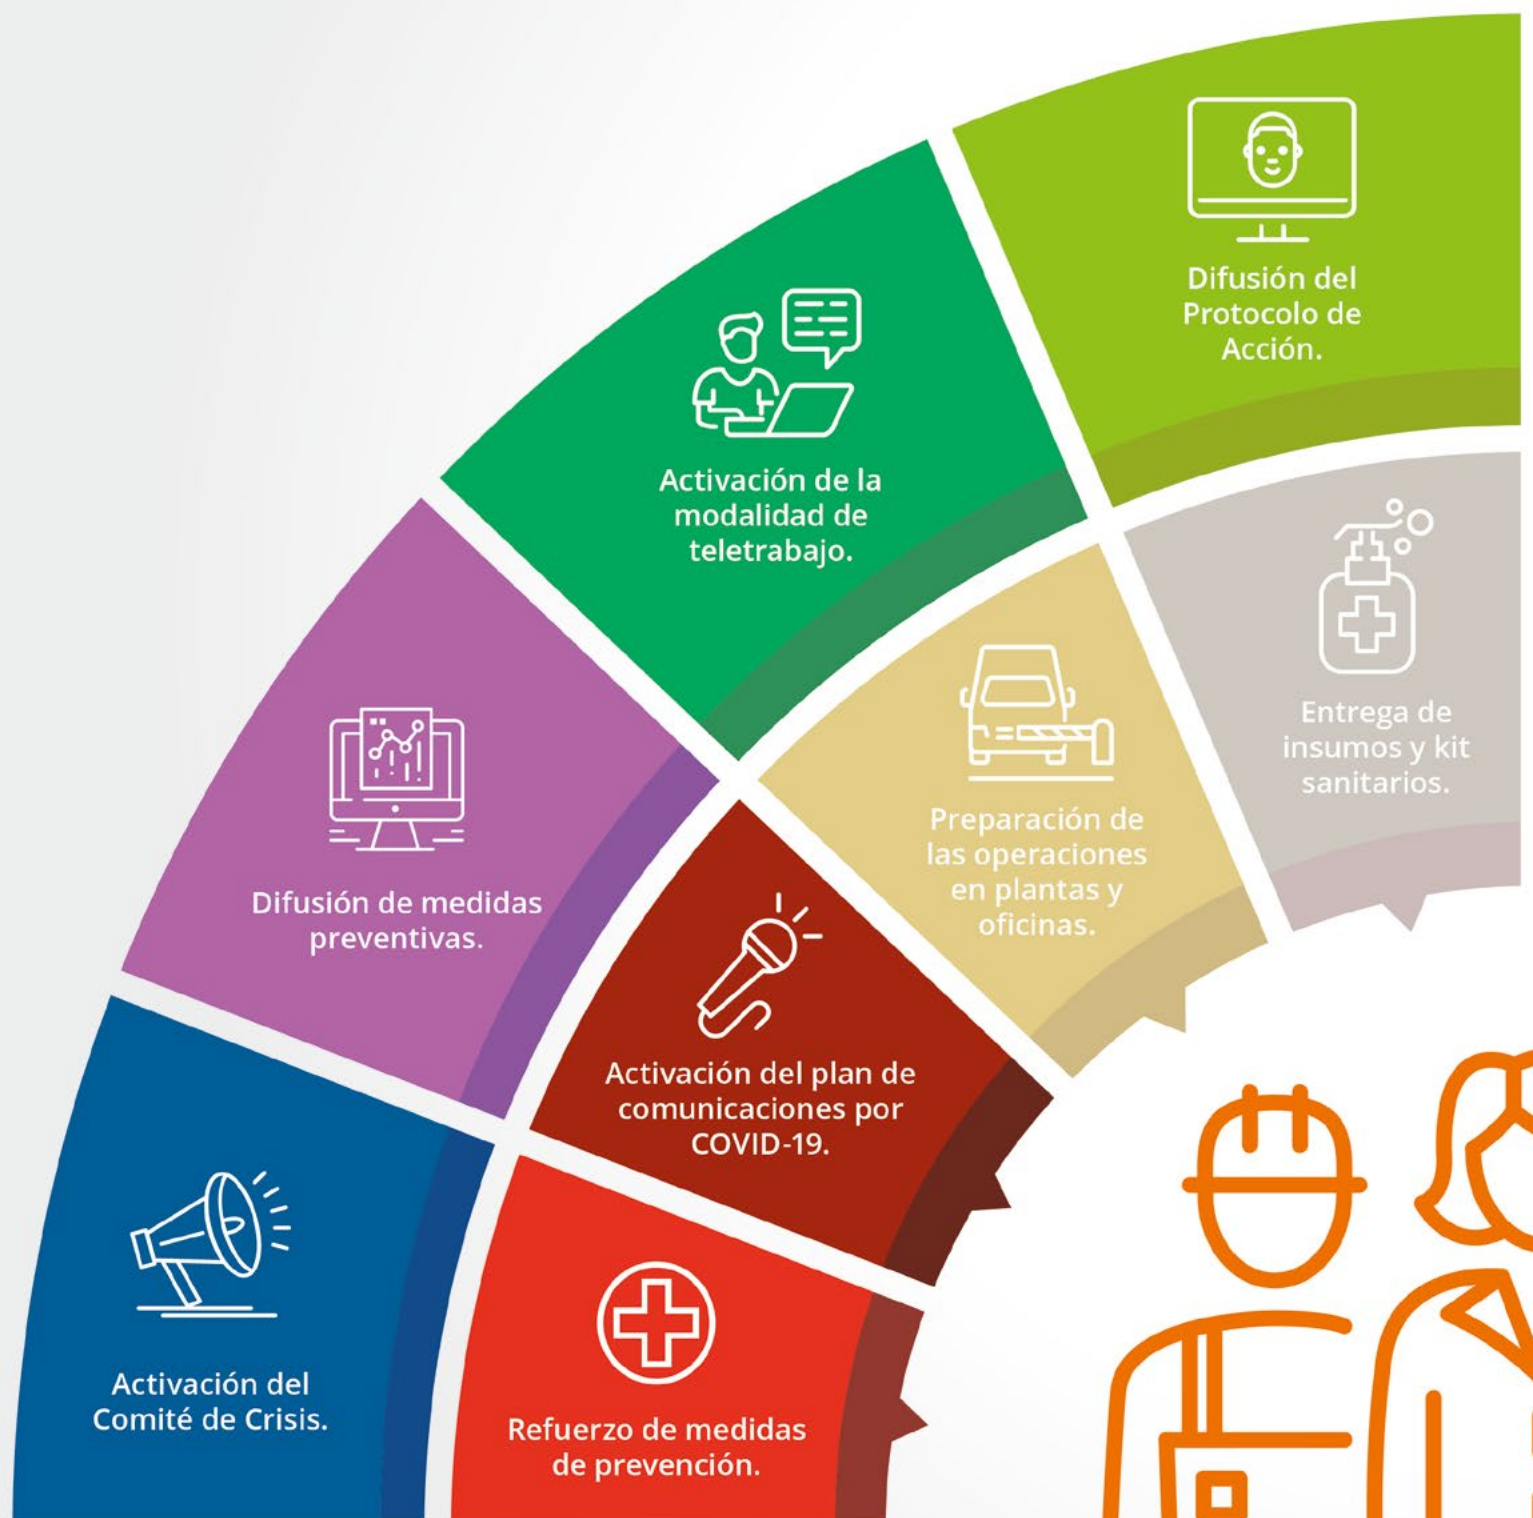 Difusión del
Protocolo de
Acción.
Activación de la
modalidad de
teletrabajo.
Entrega de
insumos y kit
sanitarios.
Preparación de
las operaciones
en plantas y
oficinas.
Difusión de medidas
preventivas.
Activación del plan de
comunicaciones por
COVID-19.
Activación del
Comité de Crisis.
Refuerzo de medidas
de prevención.